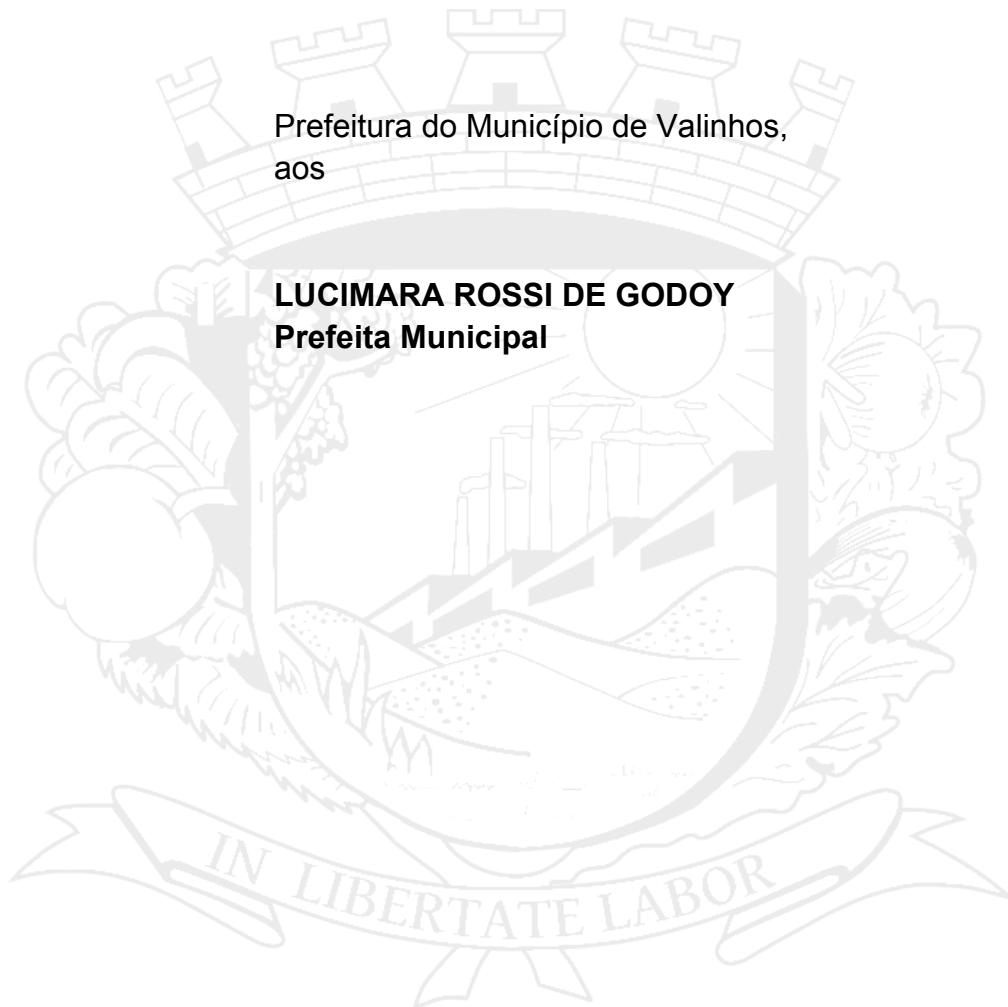 Prefeitura do Município de Valinhos,
aos
LUCIMARA ROSSI DE GODOY
Prefeita Municipal
IN LIBERTATE LABOR